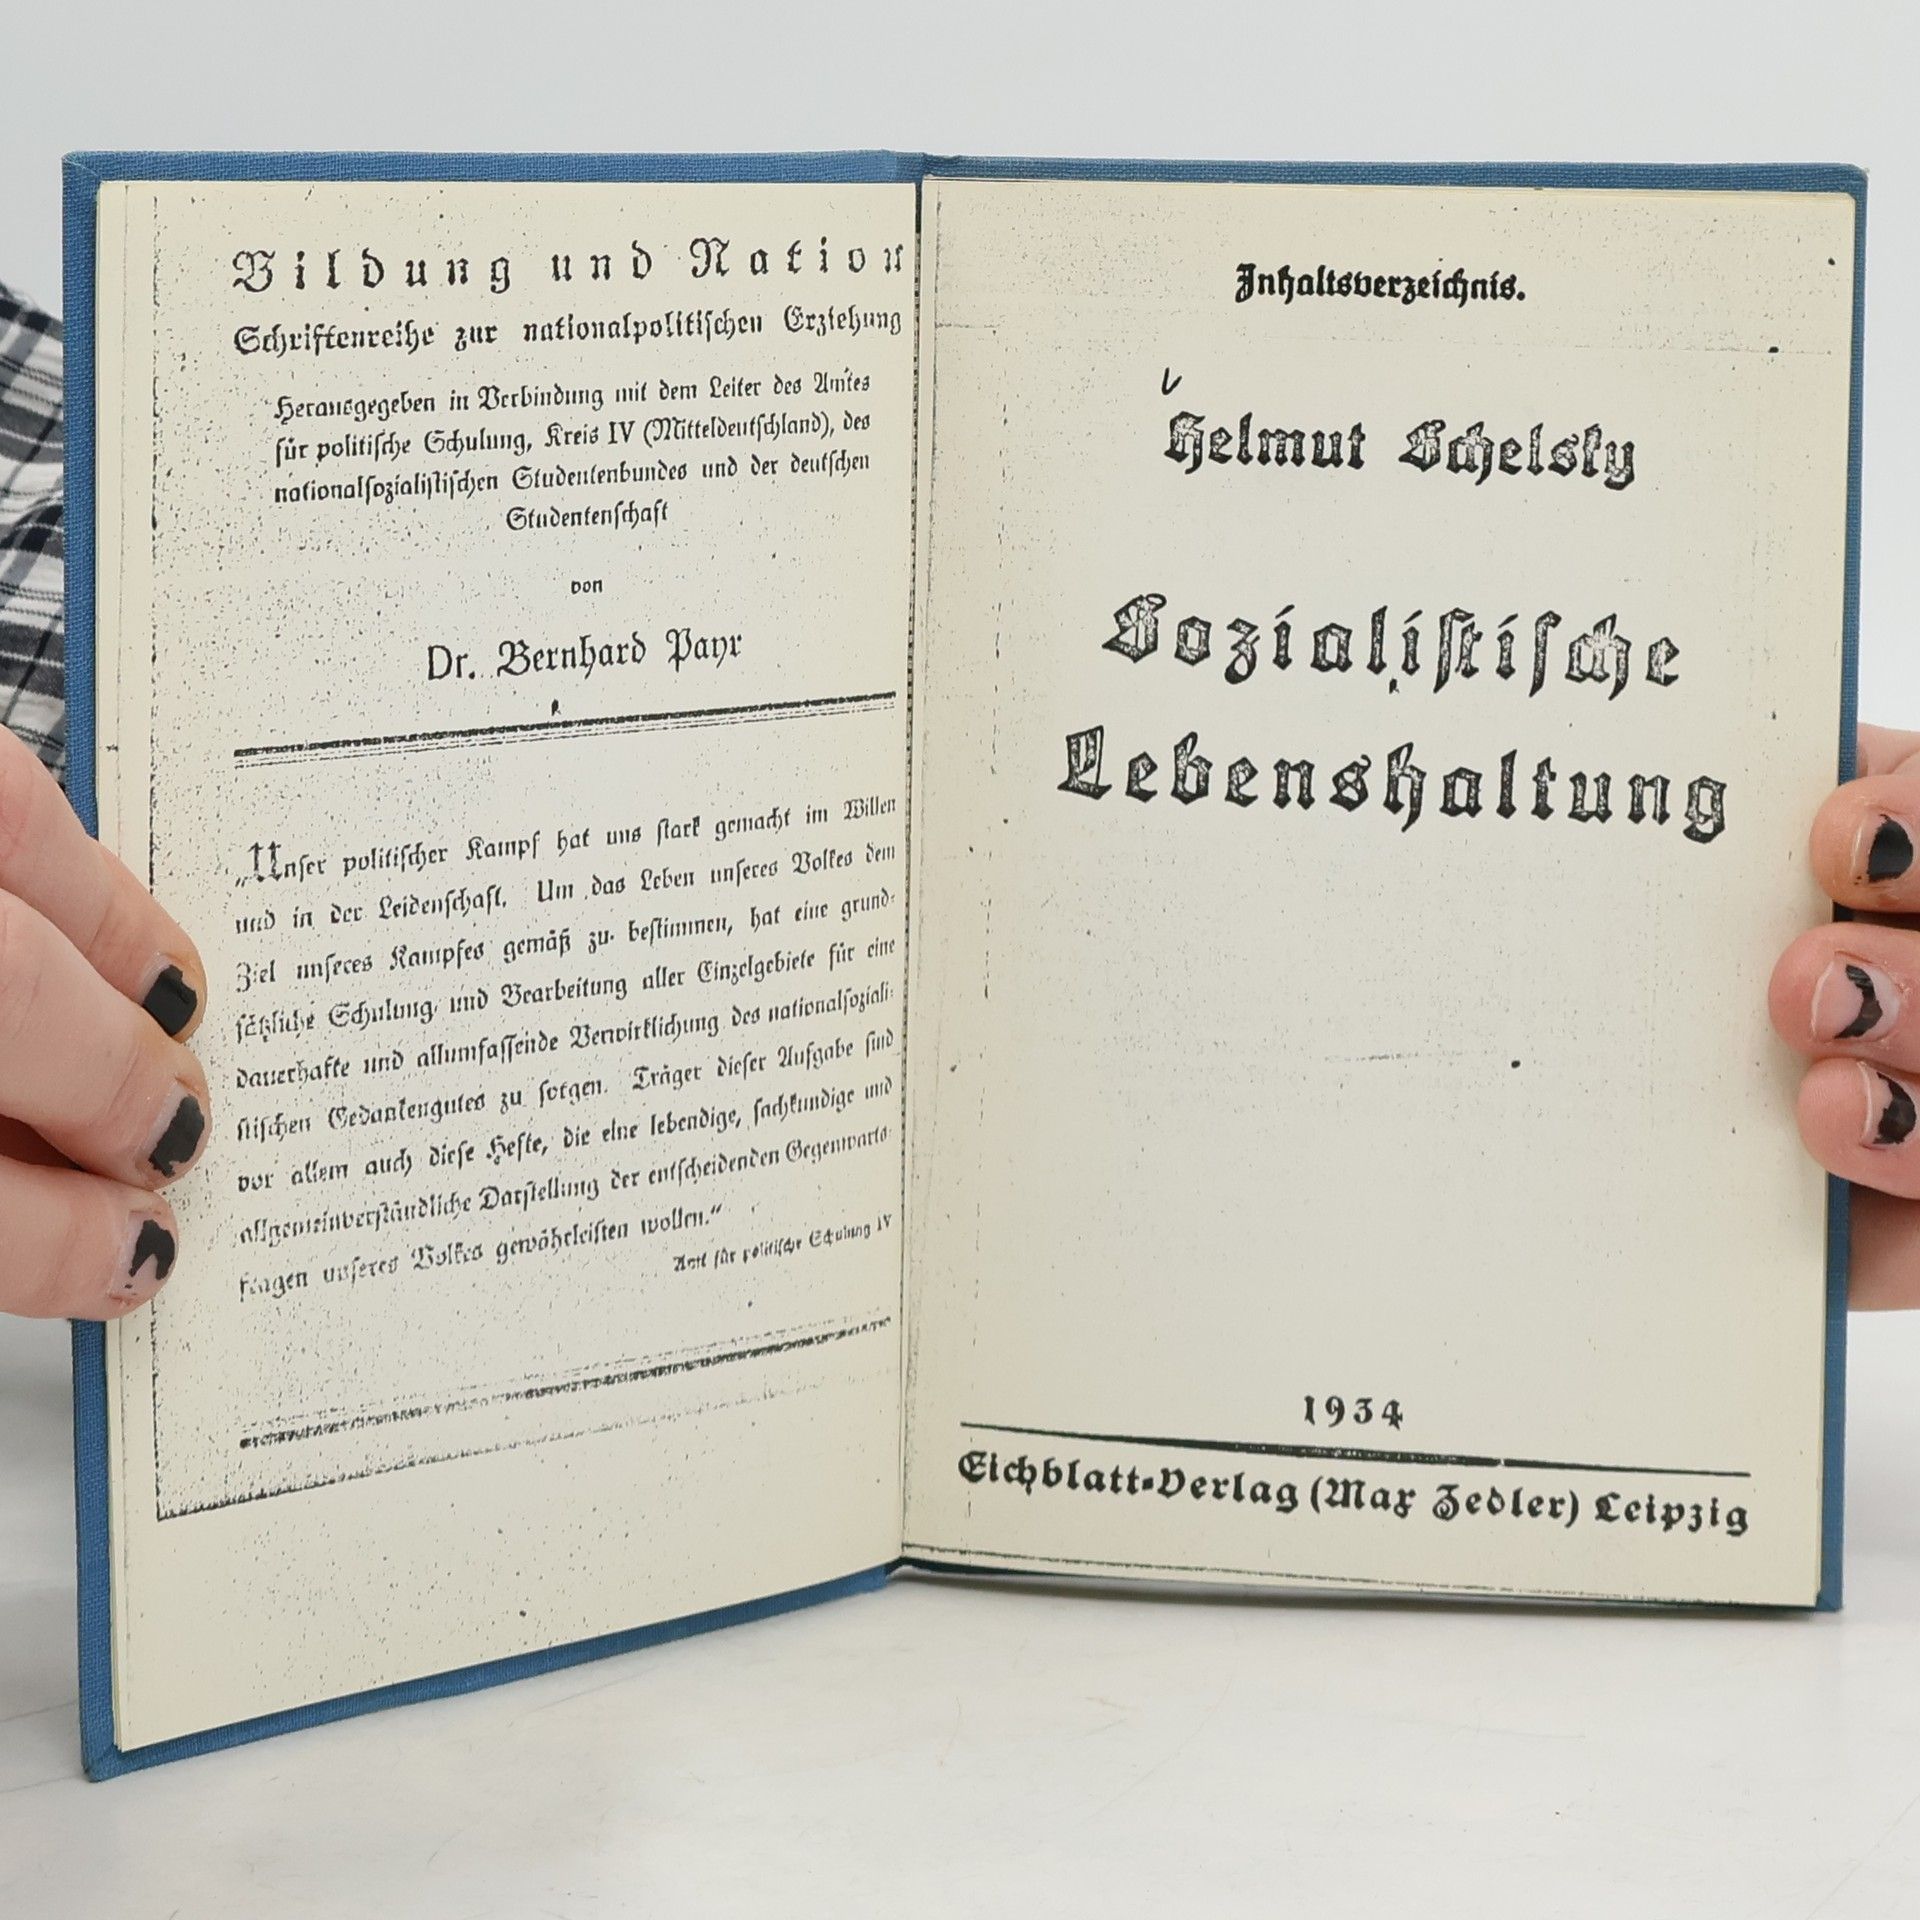 Bildung und Nation
Schriftenreihe zur nationalpolitiſchen Erziehung
Herausgegeben in Verbindung mit dem Leiter des Amtes
für politiſche Schulung, Kreis IV (Mitteldeutſchland), des
nationalſozialiſtiſchen Studentenbundes und der deutſchen
Studentenſchaft
von
Dr. Bernhard Payr
„Unſer politiſcher Kampf hat uns ſtark gemacht im Willen
und in der Leidenſchaft. Um das Leben unſeres Volkes dem
Ziel unſeres Kampfes gemäß zu beſtimmen, hat eine grund-
ſätzliche Schulung und Bearbeitung aller Einzelgebiete für eine
dauerhafte und allumfaſſende Verwirklichung des nationalſoziali-
ſtiſchen Gedankengutes zu ſorgen. Träger dieſer Aufgabe ſind
vor allem auch dieſe Hefte, die eine lebendige, ſachkundige und
allgemeinverſtändliche Darſtellung der entſcheidenden Gegenwarts-
fragen unſeres Volkes gewährleiſten wollen.“
Amt für politiſche Schulung IV
Inhaltsverzeichnis.
Helmut Schelsky
Sozialiſtiſche
Lebenshaltung
1934
Eichblatt-Verlag (Max Zedler) Leipzig